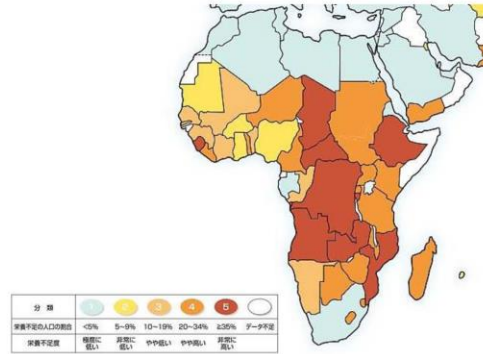 分類 1 2 3 4 5
栄養不足の人口の割合 <5% 5~9% 10~19% 20~34% ≧35% データ不足
栄養不足度 極度に低い 非常に低い やや低い やや高い 非常に高い